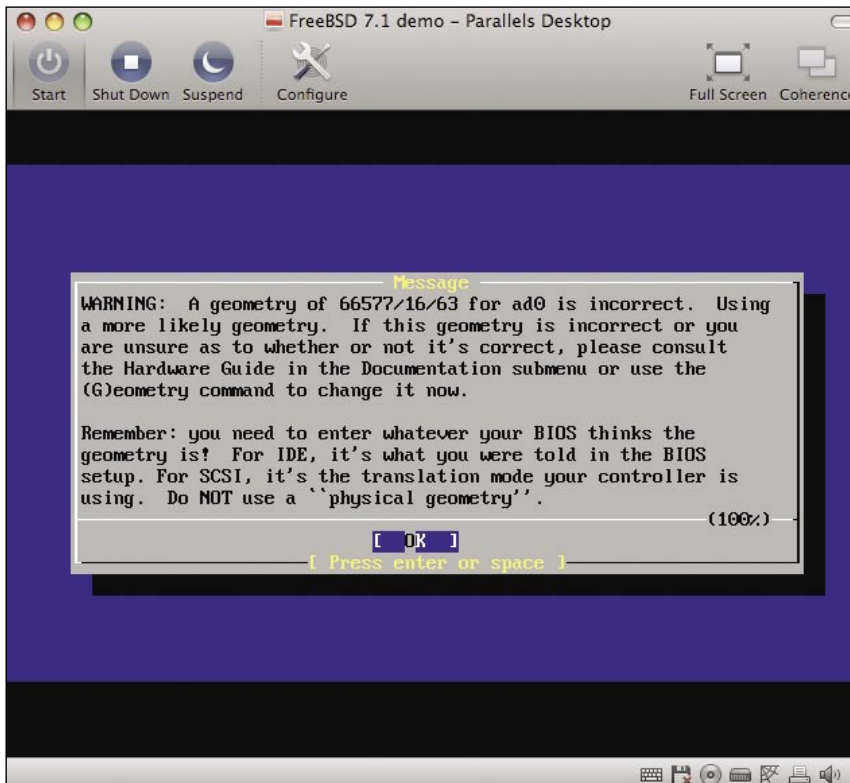 FreeBSD 7.1 demo – Parallels Desktop
Start Shut Down Suspend Configure Full Screen Coherence
Message
WARNING: A geometry of 66577/16/63 for ad0 is incorrect. Using
a more likely geometry. If this geometry is incorrect or you
are unsure as to whether or not it's correct, please consult
the Hardware Guide in the Documentation submenu or use the
(G)eometry command to change it now.
Remember: you need to enter whatever your BIOS thinks the
geometry is! For IDE, it's what you were told in the BIOS
setup. For SCSI, it's the translation mode your controller is
using. Do NOT use a ``physical geometry''.
(100%)
[ OK ]
[ Press enter or space ]